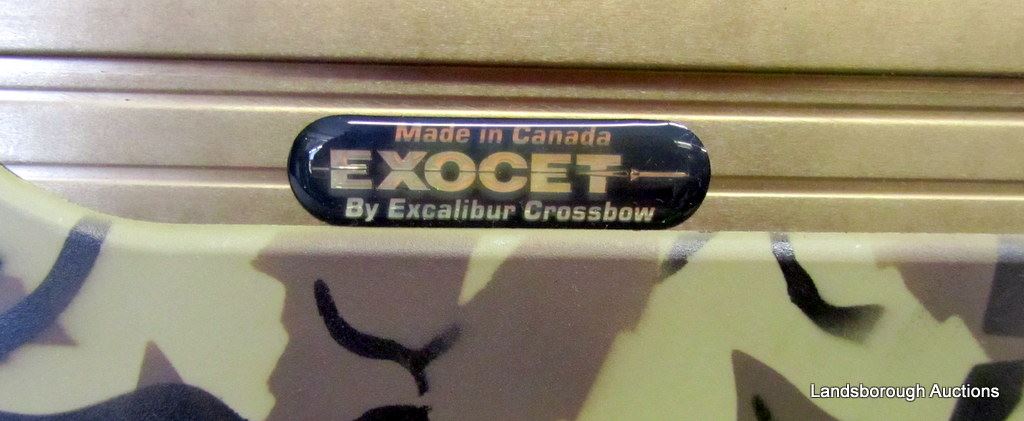 Made in Canada
EXOCET
By Excalibur Crossbow
Landsborough Auctions